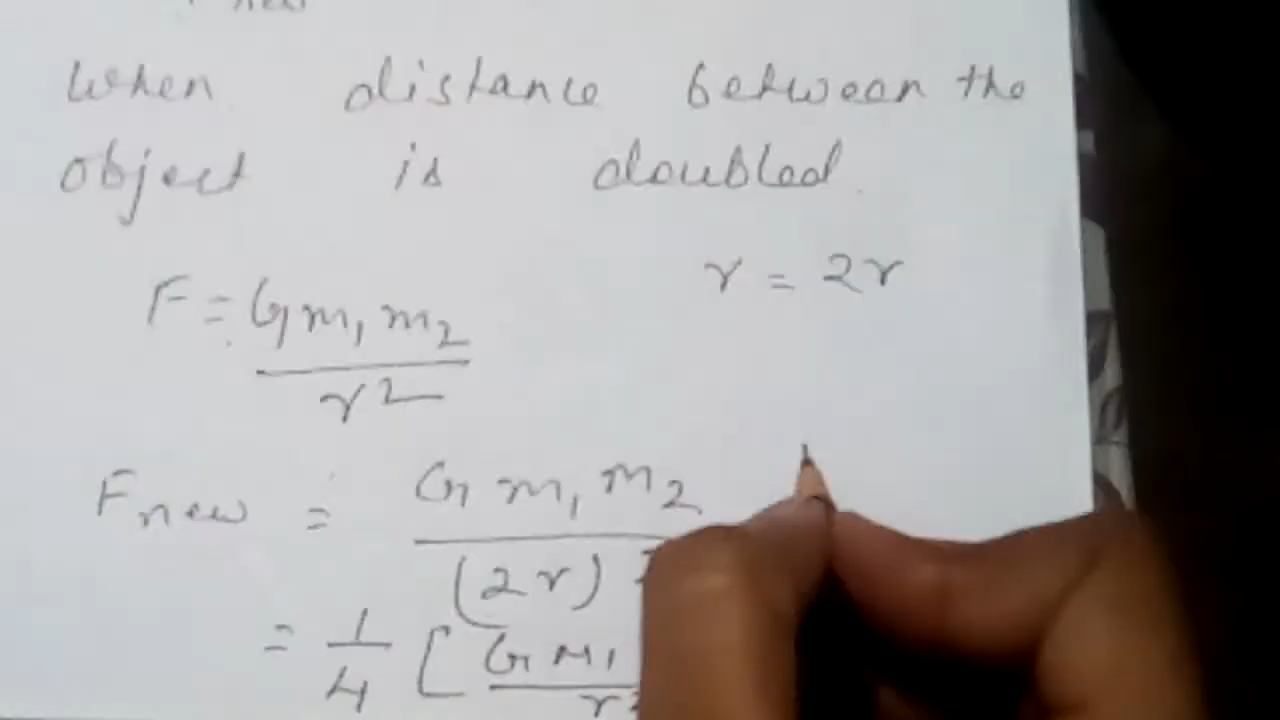 When distance between the
object is doubled.
r = 2r
F = Gm₁m₂
r²
Fnew = Gm₁m₂
(2r)
= 1/4 [Gm₁
r